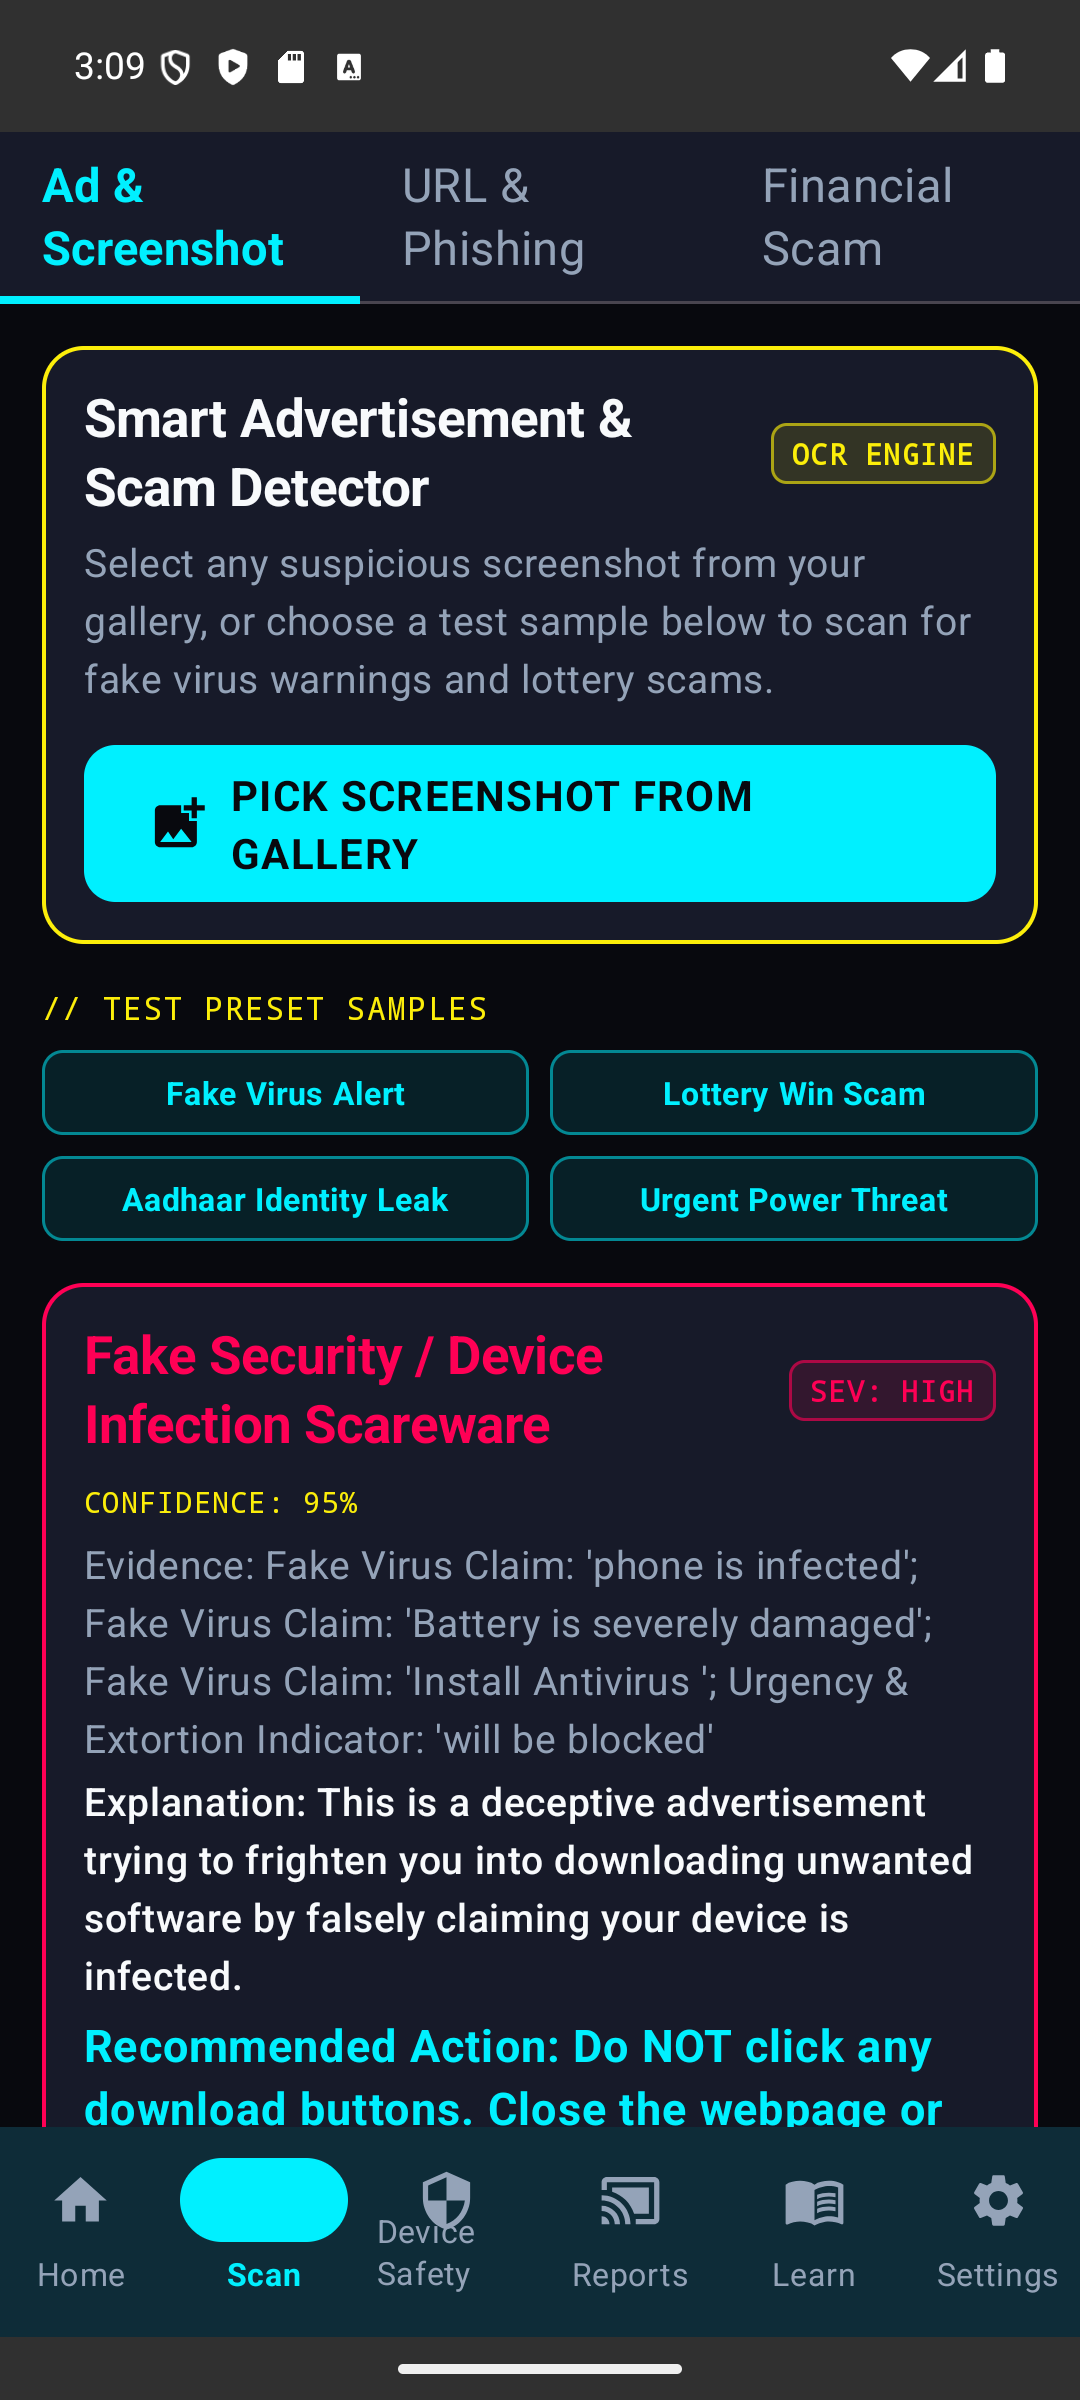 3:09
Ad &
Screenshot
URL &
Phishing
Financial
Scam
Smart Advertisement &
Scam Detector
OCR ENGINE
Select any suspicious screenshot from your
gallery, or choose a test sample below to scan for
fake virus warnings and lottery scams.
PICK SCREENSHOT FROM
GALLERY
// TEST PRESET SAMPLES
Fake Virus Alert
Lottery Win Scam
Aadhaar Identity Leak
Urgent Power Threat
Fake Security / Device
Infection Scareware
SEV: HIGH
CONFIDENCE: 95%
Evidence: Fake Virus Claim: 'phone is infected';
Fake Virus Claim: 'Battery is severely damaged';
Fake Virus Claim: 'Install Antivirus '; Urgency &
Extortion Indicator: 'will be blocked'
Explanation: This is a deceptive advertisement
trying to frighten you into downloading unwanted
software by falsely claiming your device is
infected.
Recommended Action: Do NOT click any
download buttons. Close the webpage or
Home
Scan
Device
Safety
Reports
Learn
Settings